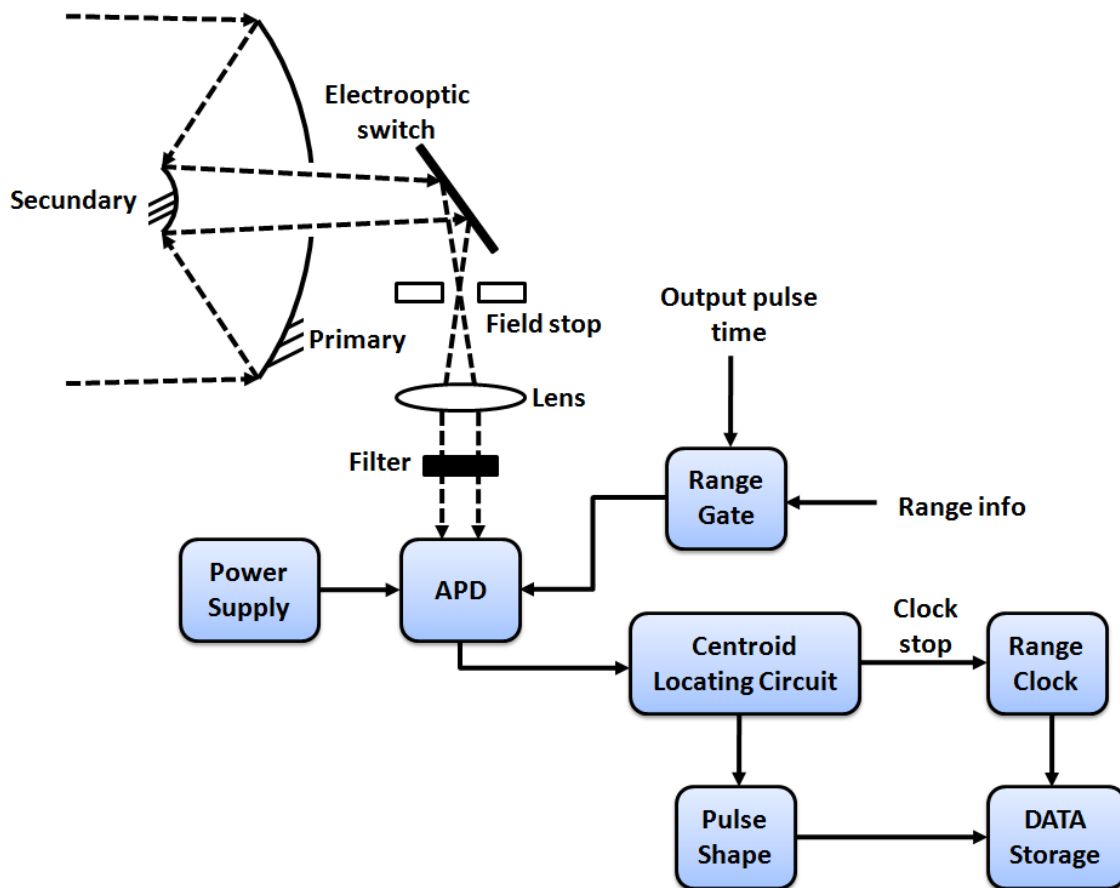 Electrooptic
switch
Secundary
Primary
Field stop
Lens
Filter
Output pulse
time
Range
Gate
Range info
Power
Supply
APD
Centroid
Locating Circuit
Clock
stop
Range
Clock
Pulse
Shape
DATA
Storage